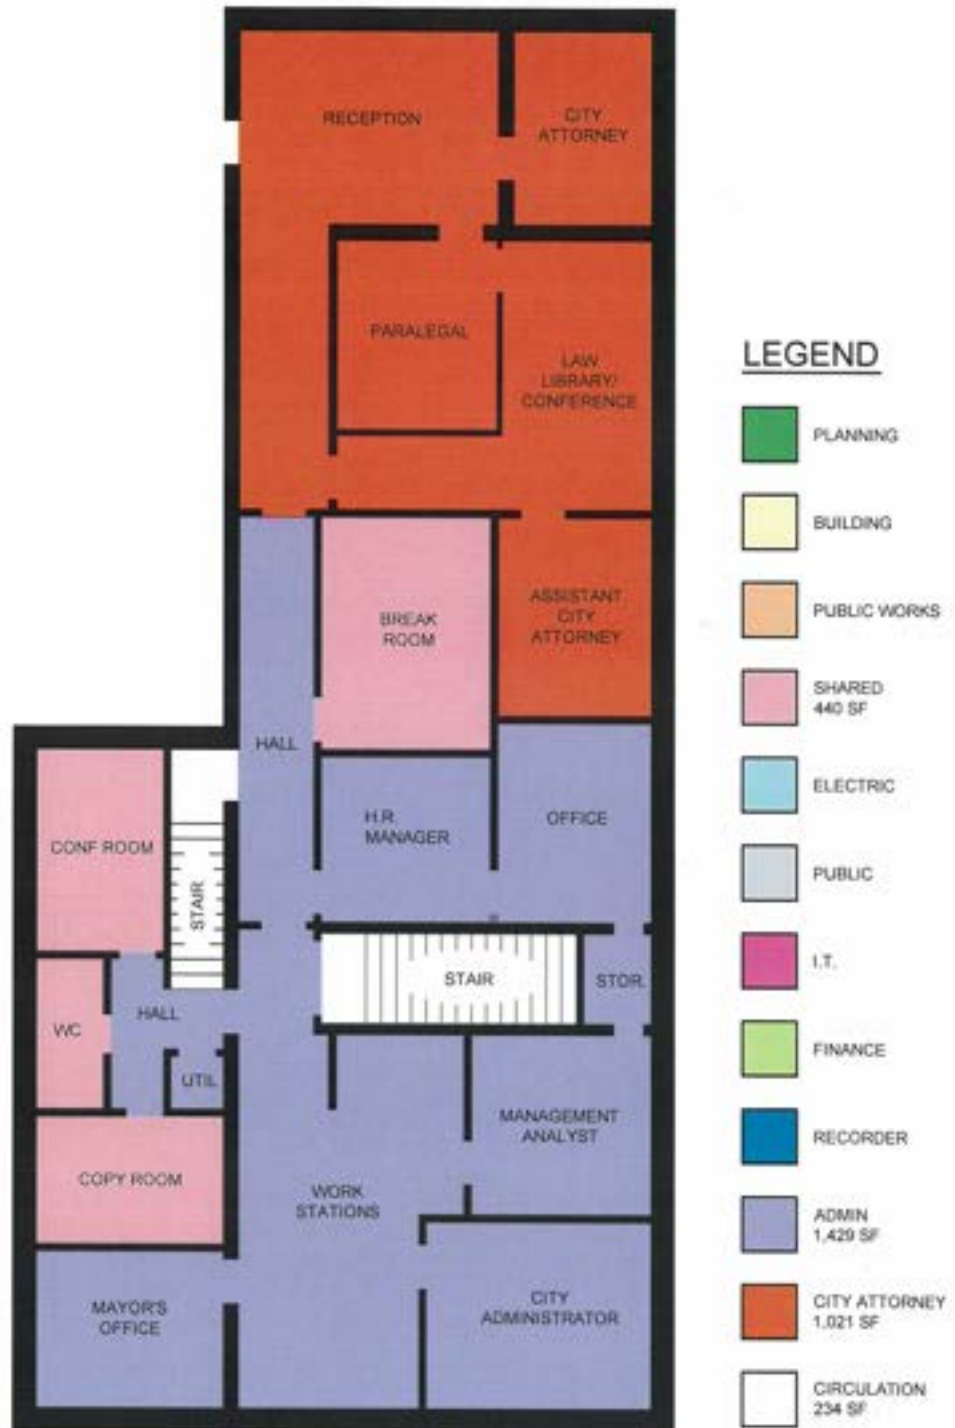 RECEPTION
CITY
ATTORNEY
PARALEGAL
LAW
LIBRARY/
CONFERENCE
BREAK
ROOM
ASSISTANT
CITY
ATTORNEY
HALL
H.R.
MANAGER
OFFICE
CONF ROOM
STAIR
STAIR
STOR.
HALL
WC
UTIL
MANAGEMENT
ANALYST
COPY ROOM
WORK
STATIONS
MAYOR'S
OFFICE
CITY
ADMINISTRATOR
LEGEND
PLANNING
BUILDING
PUBLIC WORKS
SHARED
440 SF
ELECTRIC
PUBLIC
I.T.
FINANCE
RECORDER
ADMIN
1,429 SF
CITY ATTORNEY
1,021 SF
CIRCULATION
234 SF